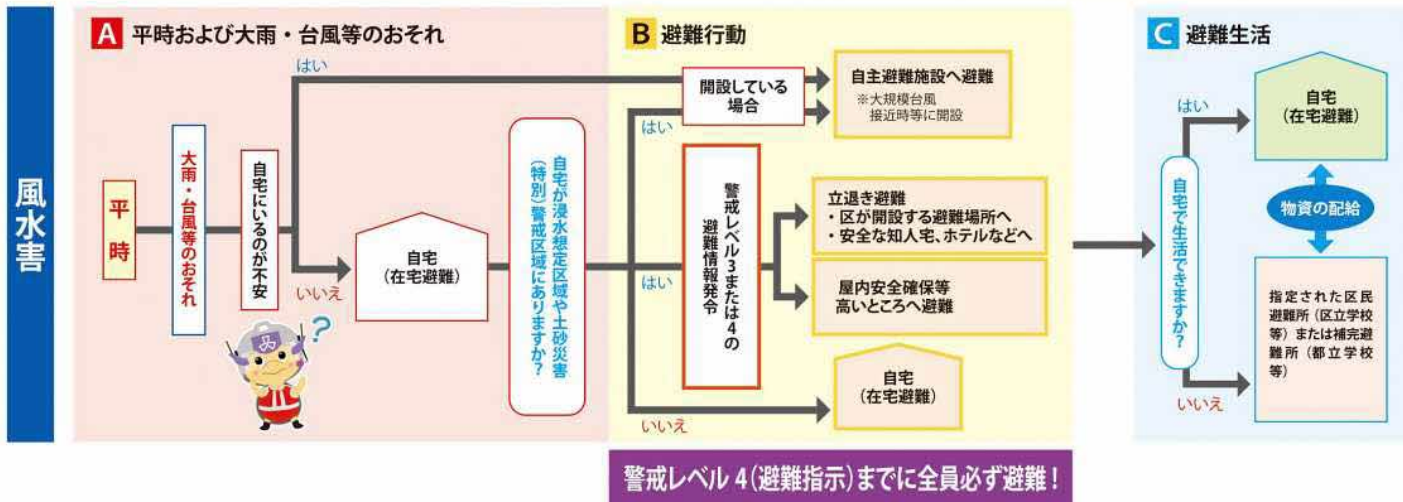 風水害
A 平時および大雨・台風等のおそれ
平時
大雨・台風等のおそれ
自宅にいるのが不安
はい
いいえ
?
自宅
(在宅避難)
自宅が浸水想定区域や土砂災害
(特別)警戒区域にありますか?
B 避難行動
はい
はい
いいえ
開設している
場合
自主避難施設へ避難
※大規模台風
接近時等に開設
警戒レベル3または4の
避難情報発令
立退き避難
・区が開設する避難場所へ
・安全な知人宅、ホテルなどへ
屋内安全確保等
高いところへ避難
自宅
(在宅避難)
警戒レベル4(避難指示)までに全員必ず避難!
C 避難生活
自宅で生活できますか?
はい
いいえ
自宅
(在宅避難)
物資の配給
指定された区民
避難所(区立学校
等)または補完避
難所(都立学校
等)